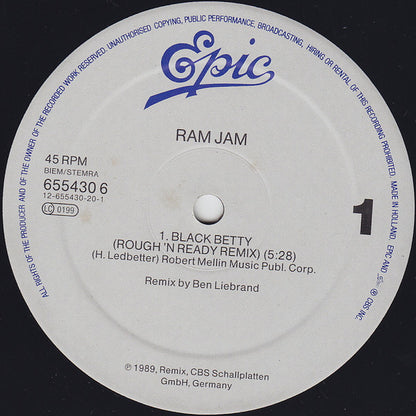 ALL RIGHTS OF THE PRODUCER AND OF THE OWNER OF THE RECORDED WORK RESERVED. UNAUTHORISED COPYING, PUBLIC PERFORMANCE, BROADCASTING, HIRING OR RENTAL OF THIS RECORDING PROHIBITED. MADE IN HOLLAND. EPIC AND ARE ℗ CBS INC.
Epic
RAM JAM
45 RPM
BIEM/STEMRA
655430 6
12-655430-20-1
LC 0199
1
1. BLACK BETTY
(ROUGH 'N READY REMIX) (5:28)
(H. Ledbetter) Robert Mellin Music Publ. Corp.
Remix by Ben Liebrand
℗ 1989, Remix, CBS Schallplatten
GmbH, Germany